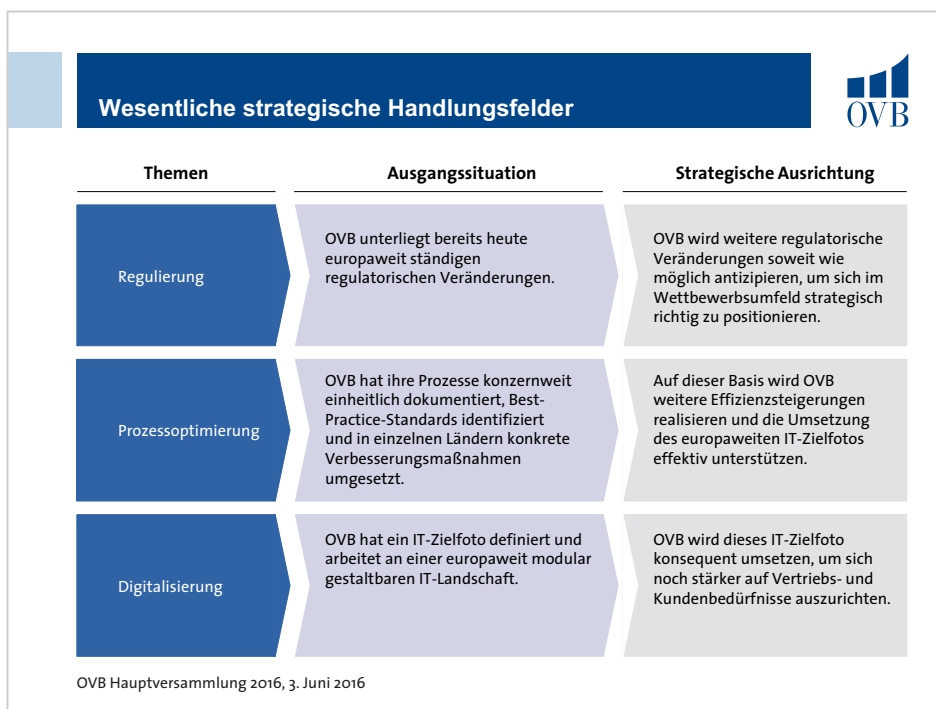 Wesentliche strategische Handlungsfelder
OVB
Themen
Ausgangssituation
Strategische Ausrichtung
Regulierung
OVB unterliegt bereits heute
europaweit ständigen
regulatorischen Veränderungen.
OVB wird weitere regulatorische
Veränderungen soweit wie
möglich antizipieren, um sich im
Wettbewerbsumfeld strategisch
richtig zu positionieren.
Prozessoptimierung
OVB hat ihre Prozesse konzernweit
einheitlich dokumentiert, Best-
Practice-Standards identifiziert
und in einzelnen Ländern konkrete
Verbesserungsmaßnahmen
umgesetzt.
Auf dieser Basis wird OVB
weitere Effizienzsteigerungen
realisieren und die Umsetzung
des europaweiten IT-Zielfotos
effektiv unterstützen.
Digitalisierung
OVB hat ein IT-Zielfoto definiert und
arbeitet an einer europaweit modular
gestaltbaren IT-Landschaft.
OVB wird dieses IT-Zielfoto
konsequent umsetzen, um sich
noch stärker auf Vertriebs- und
Kundenbedürfnisse auszurichten.
OVB Hauptversammlung 2016, 3. Juni 2016